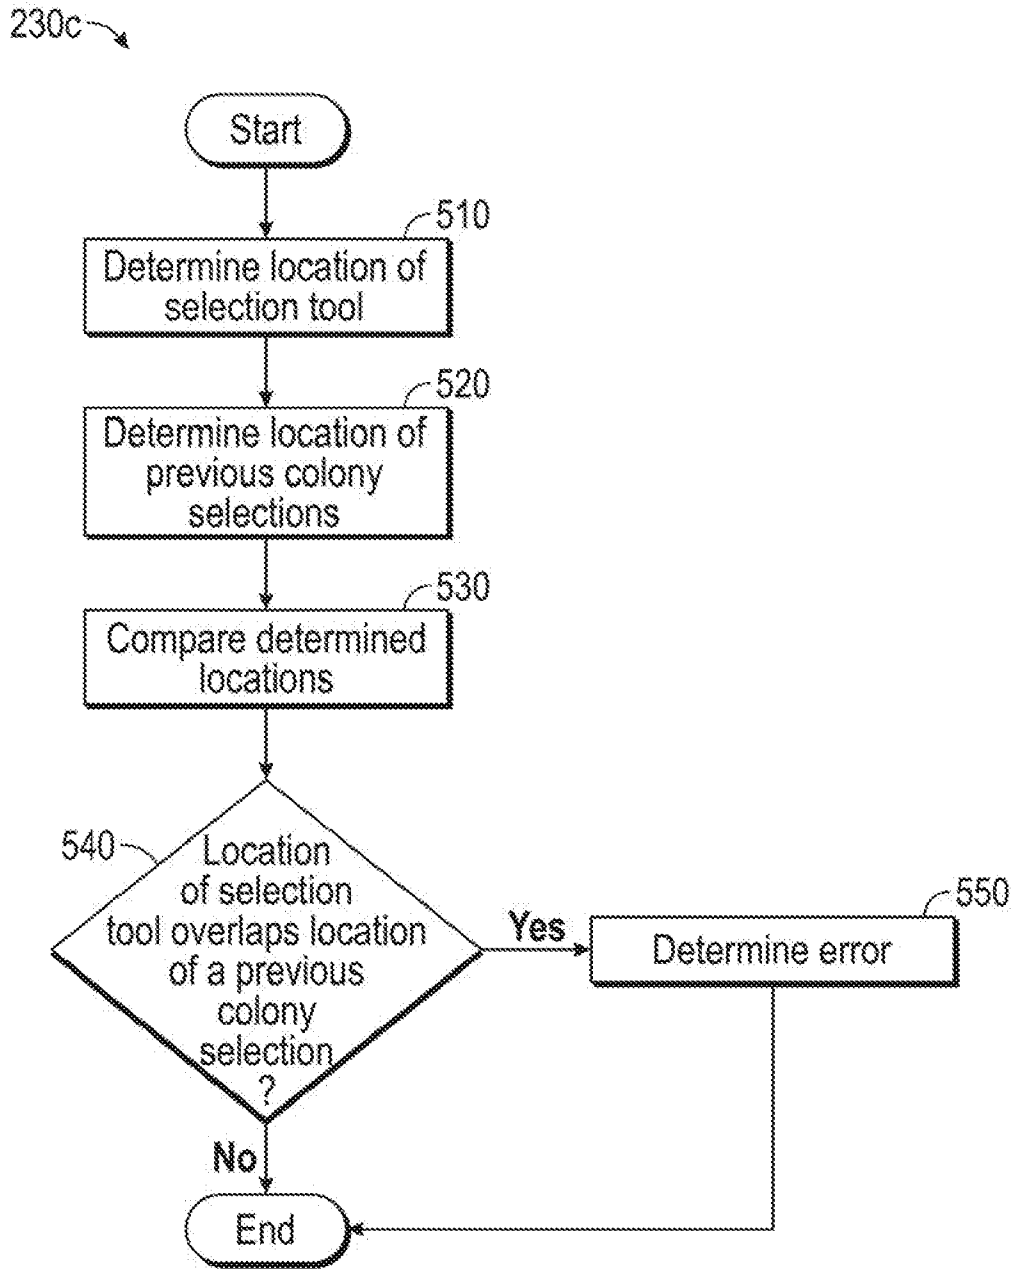 230c
Start
510
Determine location of
selection tool
520
Determine location of
previous colony
selections
530
Compare determined
locations
540
Location
of selection
tool overlaps location
of a previous
colony
selection
?
Yes
550
Determine error
No
End